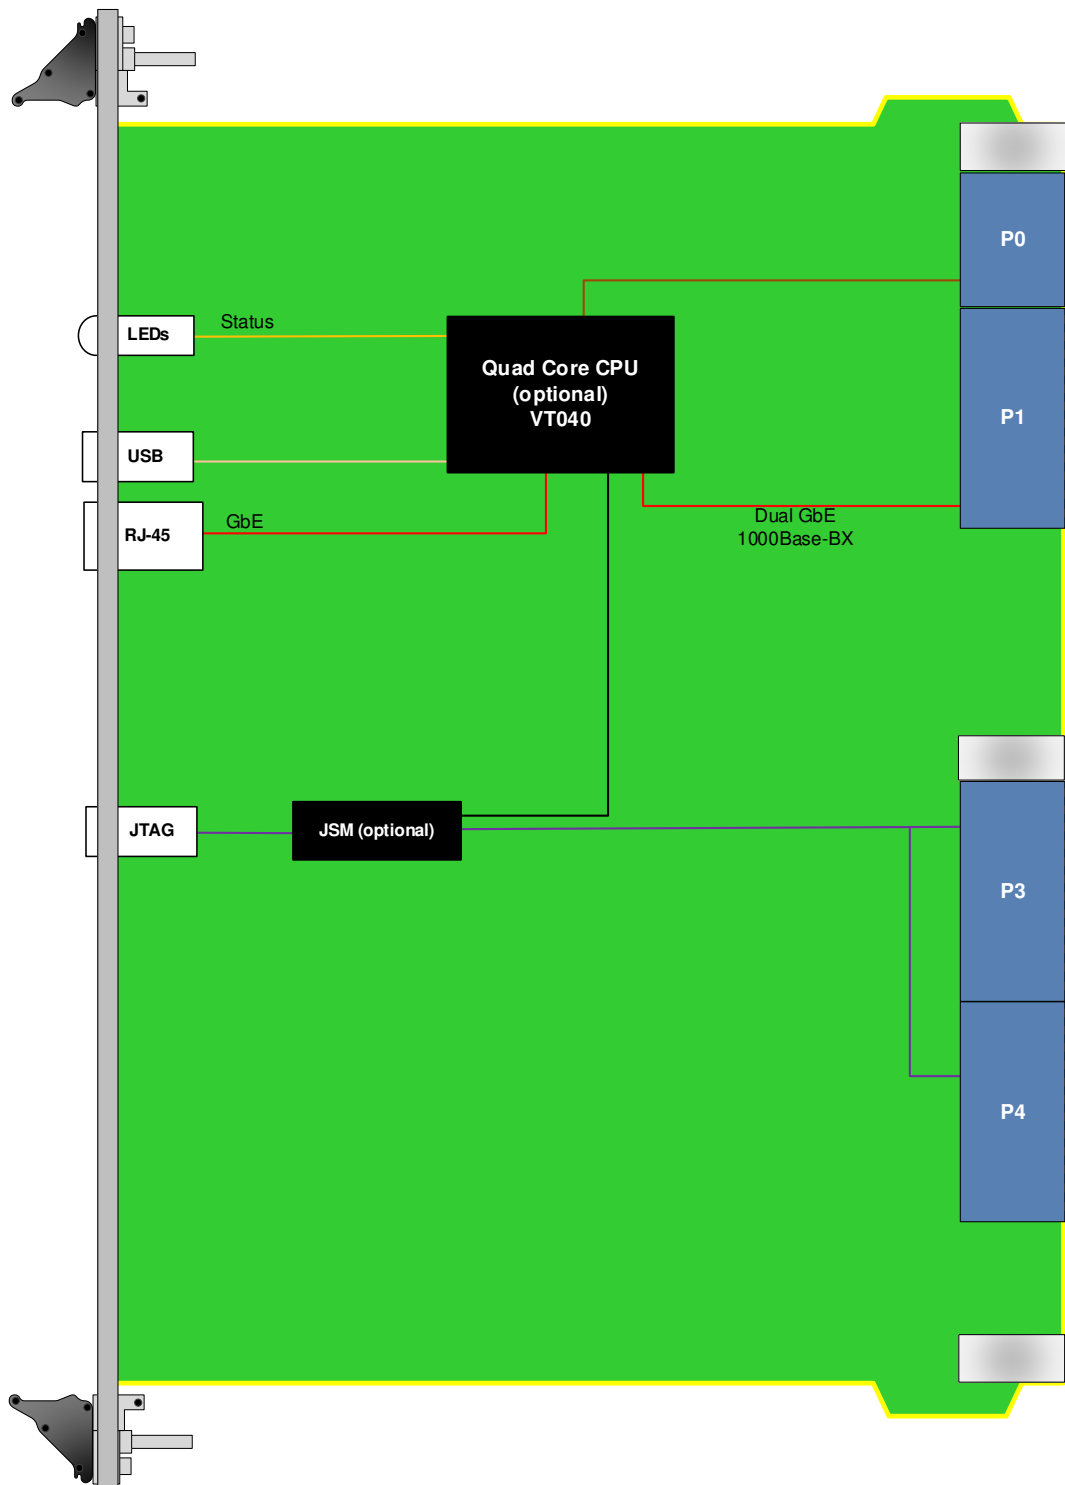 P0
LEDs
Status
Quad Core CPU
(optional)
VT040
P1
USB
RJ-45
GbE
Dual GbE
1000Base-BX
JTAG
JSM (optional)
P3
P4